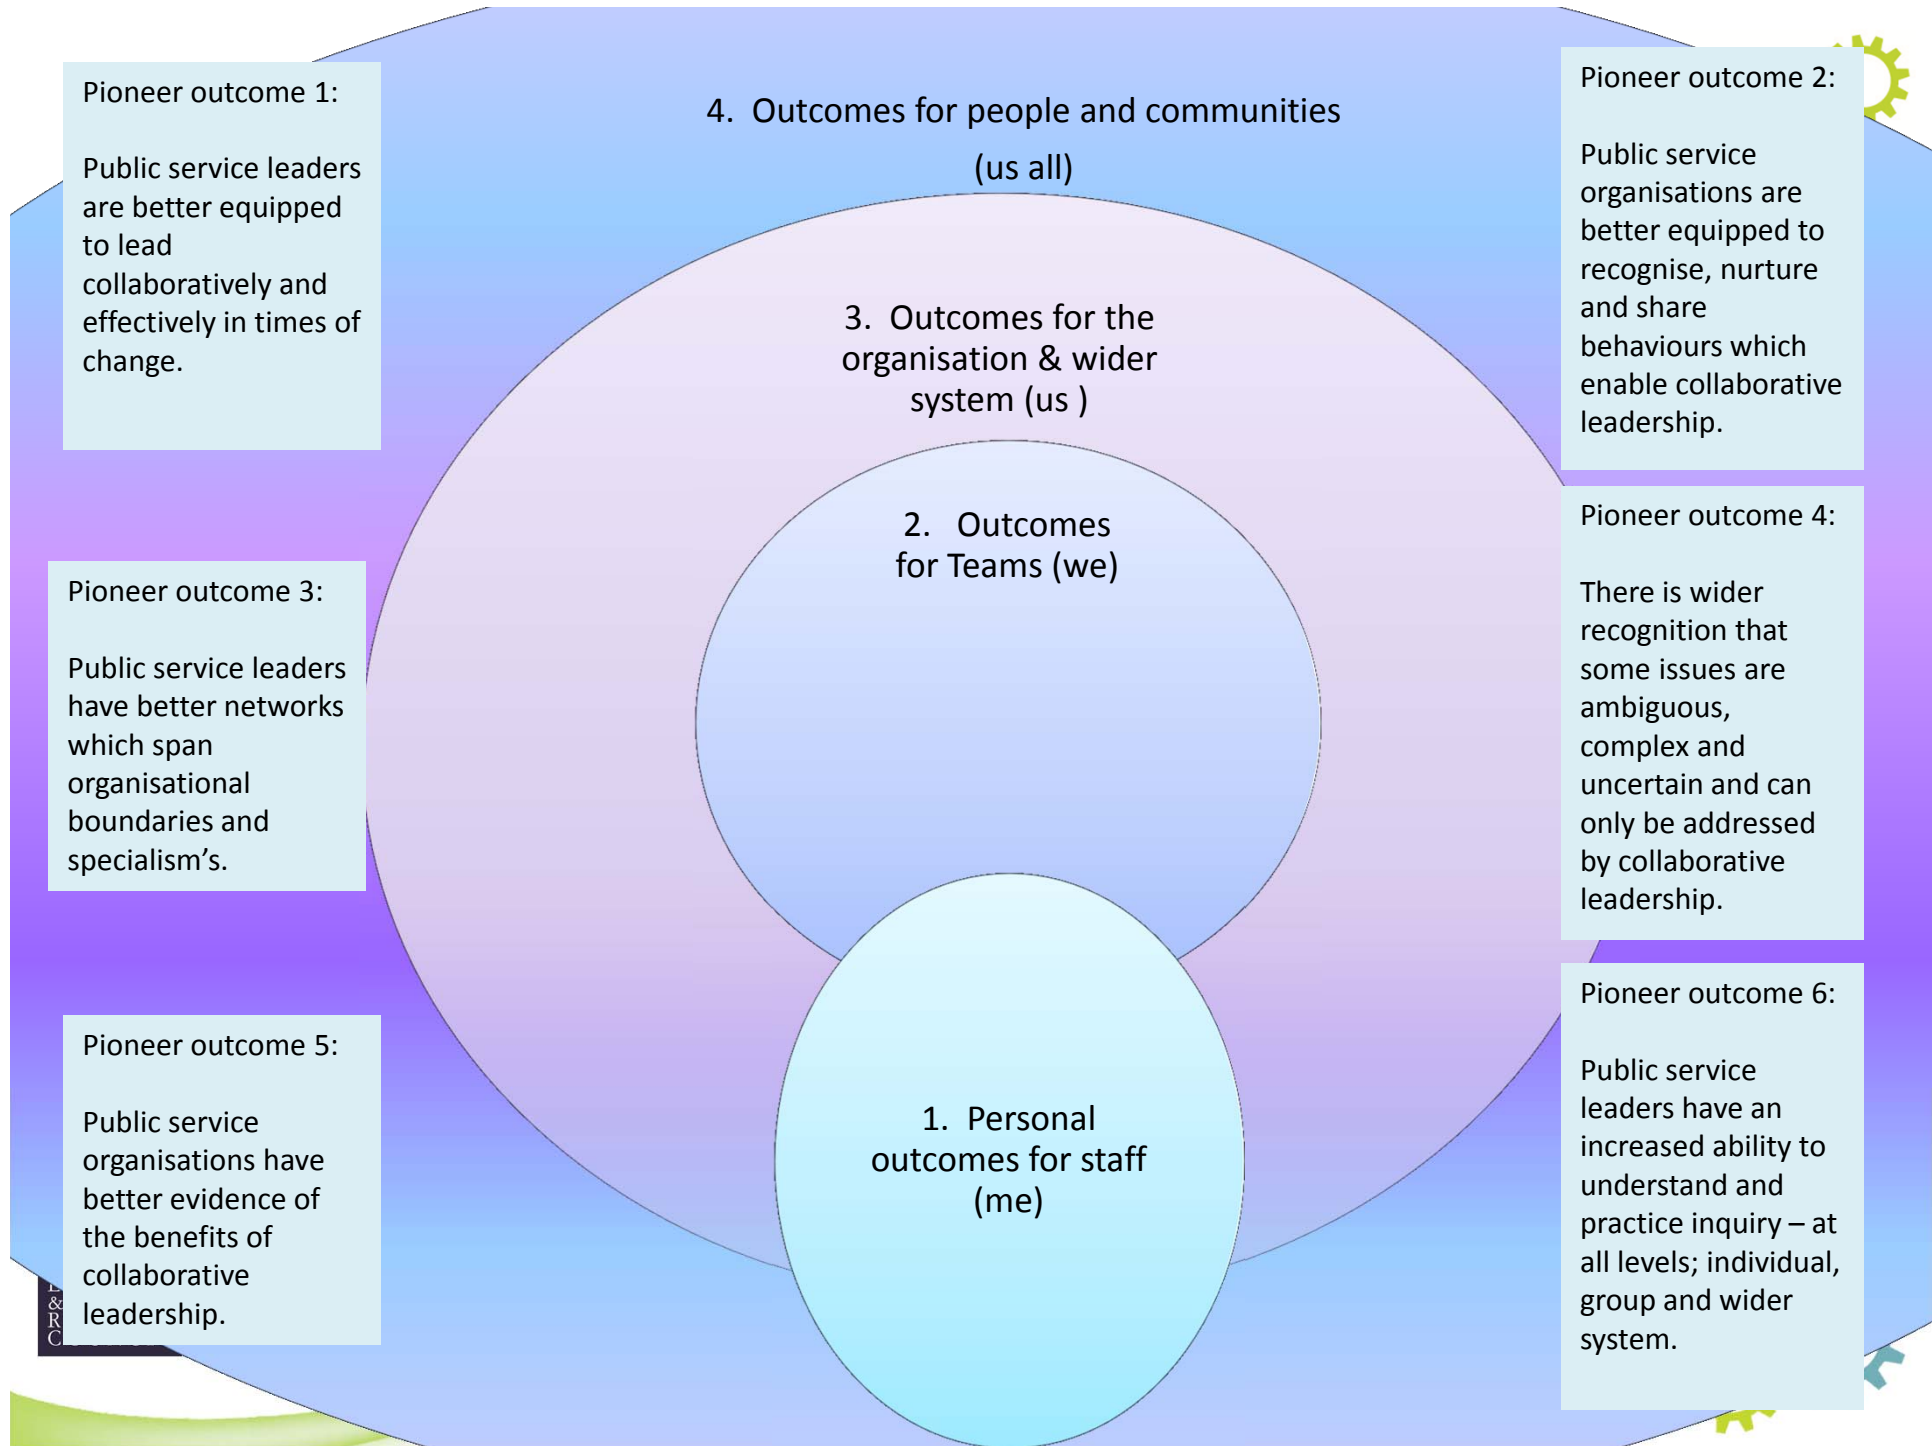 Pioneer outcome 1:
Public service leaders
are better equipped
to lead
collaboratively and
effectively in times of
change.
4. Outcomes for people and communities
(us all)
Pioneer outcome 2:
Public service
organisations are
better equipped to
recognise, nurture
and share
behaviours which
enable collaborative
leadership.
3. Outcomes for the
organisation & wider
system (us )
2. Outcomes
for Teams (we)
Pioneer outcome 3:
Public service leaders
have better networks
which span
organisational
boundaries and
specialism’s.
Pioneer outcome 4:
There is wider
recognition that
some issues are
ambiguous,
complex and
uncertain and can
only be addressed
by collaborative
leadership.
1. Personal
outcomes for staff
(me)
Pioneer outcome 5:
Public service
organisations have
better evidence of
the benefits of
collaborative
leadership.
Pioneer outcome 6:
Public service
leaders have an
increased ability to
understand and
practice inquiry – at
all levels; individual,
group and wider
system.
&
R
C